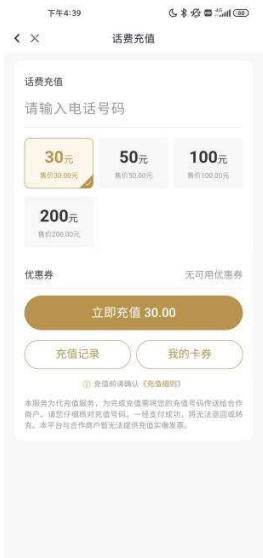 下午4:39
话费充值
话费充值
请输入电话号码
30元
售价30.00元
50元
售价50.00元
100元
售价100.00元
200元
售价200.00元
优惠券
无可用优惠券
立即充值 30.00
充值记录
我的卡券
充值前请确认《充值细则》
本服务为代充值服务，为完成充值需将您的充值号码传送给合作
商户。请您仔细核对充值号码，一经支付成功，将无法退回或转
充。本平台与合作商户暂无法提供充值实缴发票。